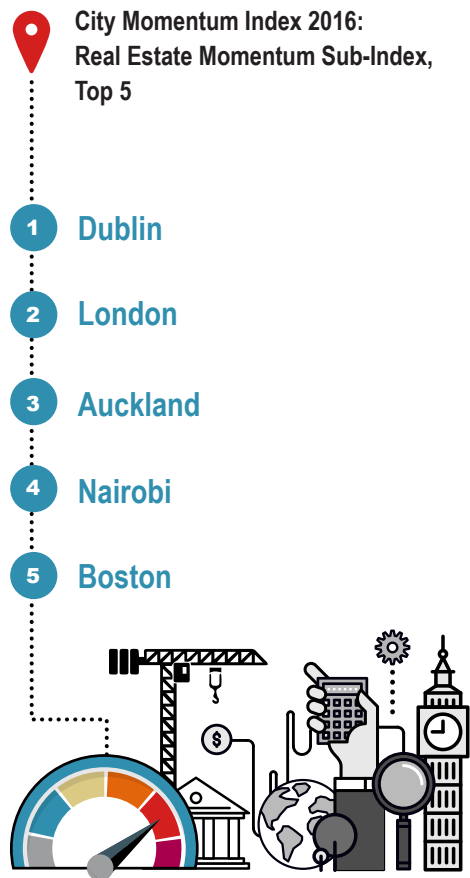 City Momentum Index 2016:
Real Estate Momentum Sub-Index,
Top 5
1 Dublin
2 London
3 Auckland
4 Nairobi
5 Boston
$